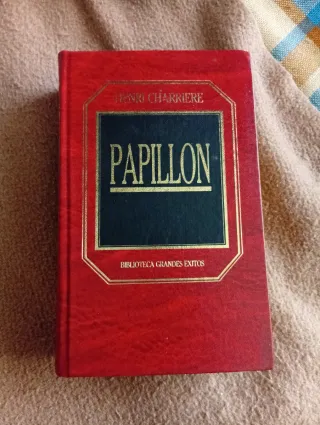 HENRI CHARRIERE
PAPILLON
BIBLIOTECA GRANDES EXITOS